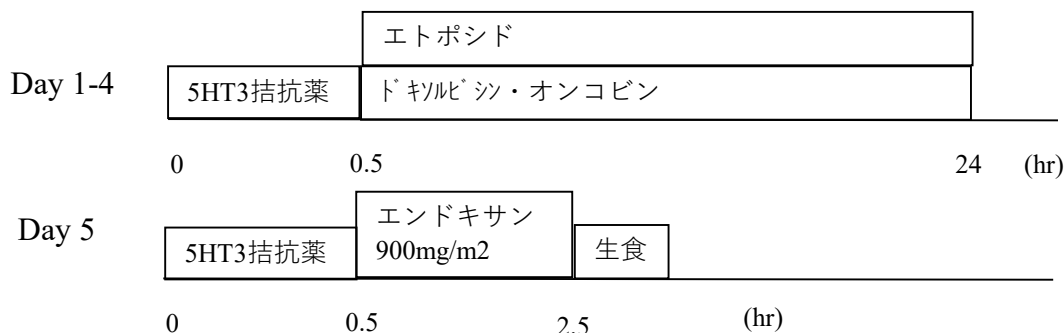 エトポシド
Day 1-4
5HT3拮抗薬
ﾄﾞｷｿﾙﾋﾞｼﾝ・オンコビン
0
0.5
24
(hr)
Day 5
エンドキサン
900mg/m2
5HT3拮抗薬
生食
0
0.5
2.5
(hr)